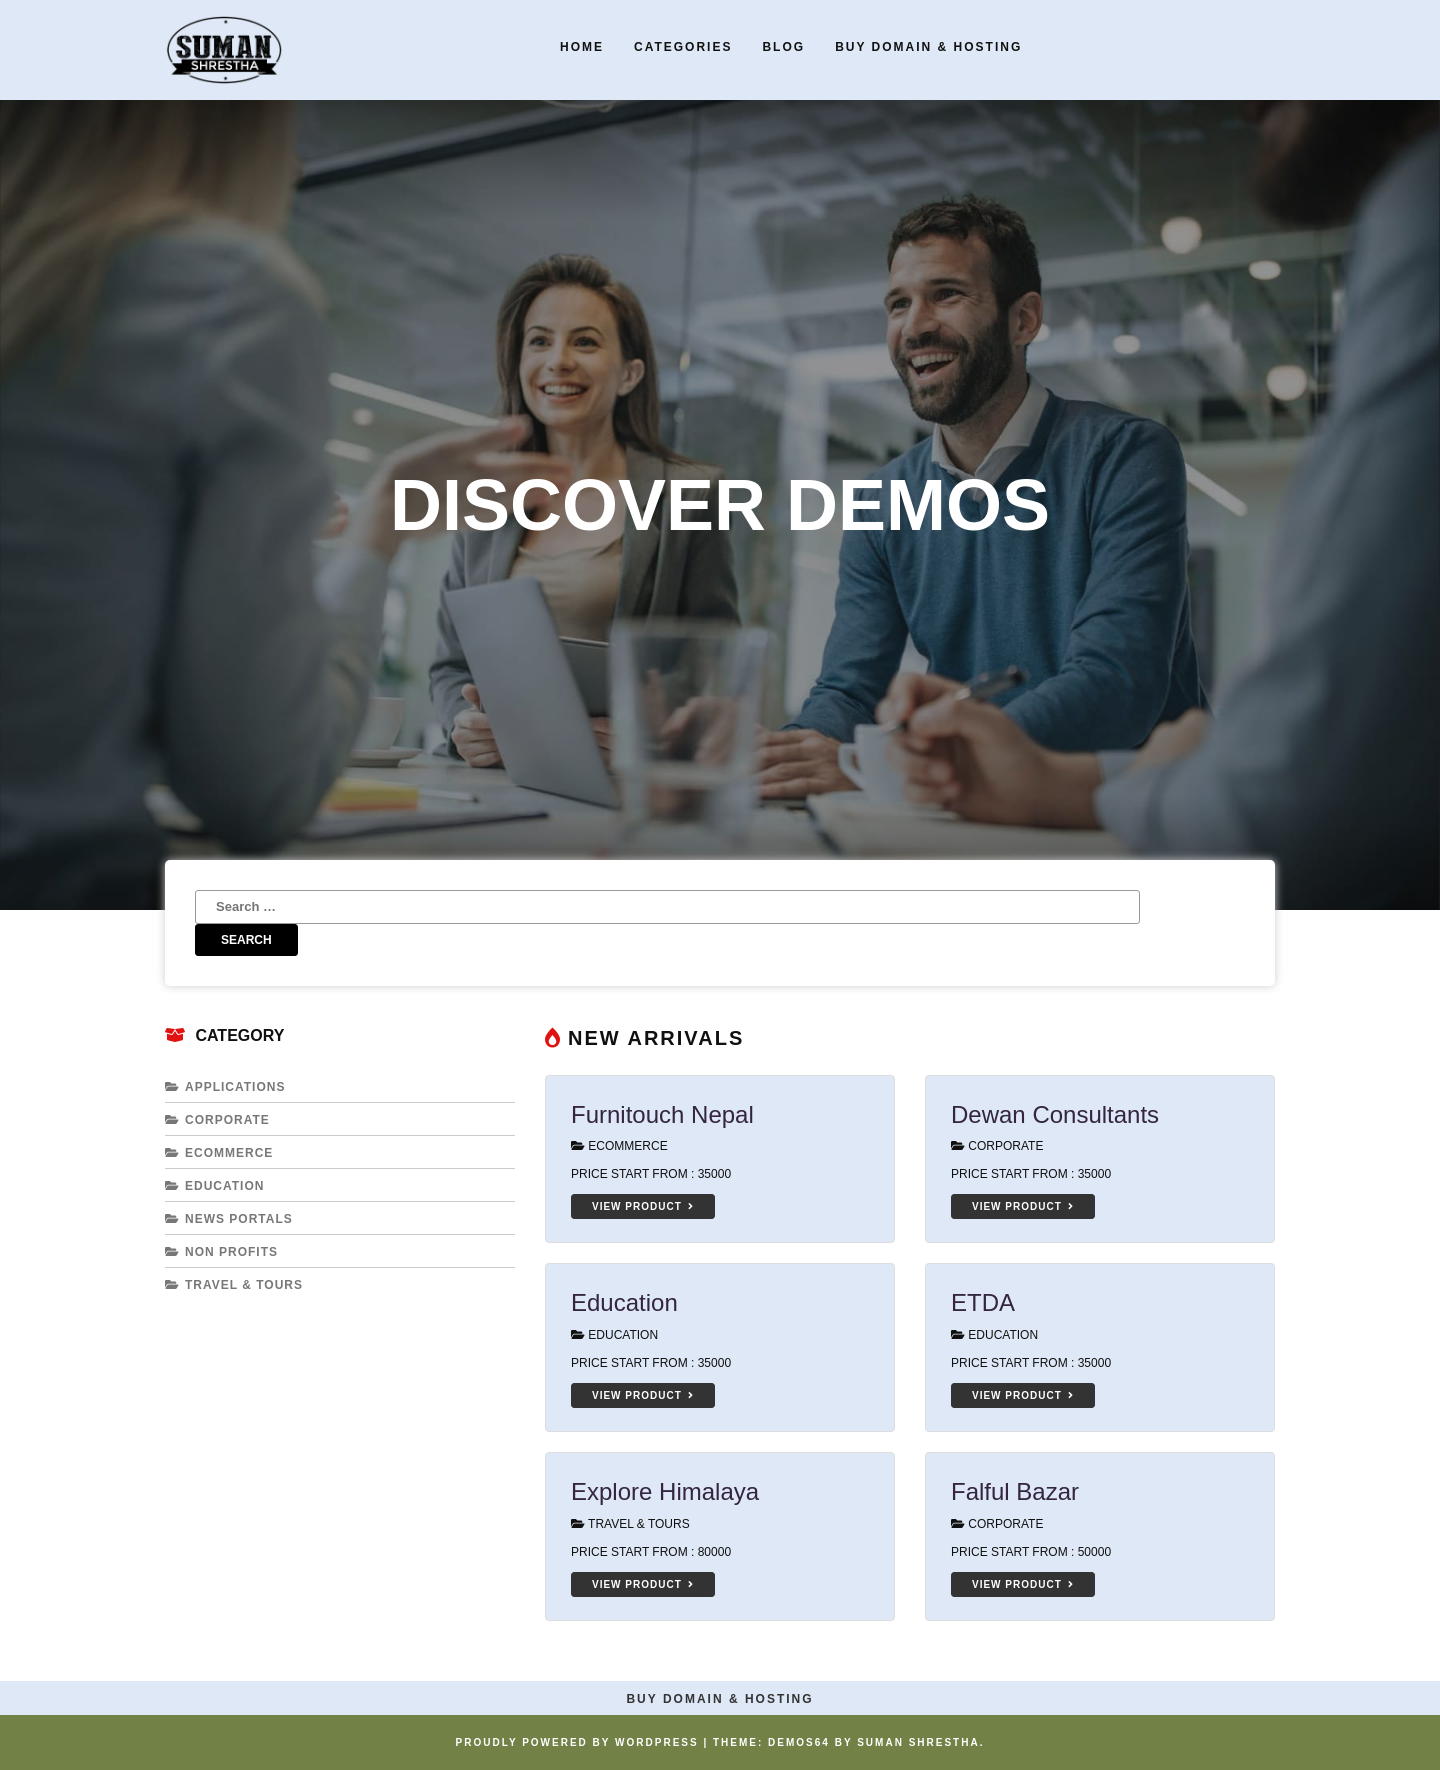 SUMAN
SHRESTHA
HOME CATEGORIES BLOG BUY DOMAIN & HOSTING
DISCOVER DEMOS
Search ...
SEARCH
CATEGORY
APPLICATIONS
CORPORATE
ECOMMERCE
EDUCATION
NEWS PORTALS
NON PROFITS
TRAVEL & TOURS
NEW ARRIVALS
Furnitouch Nepal
ECOMMERCE
PRICE START FROM : 35000
VIEW PRODUCT
Dewan Consultants
CORPORATE
PRICE START FROM : 35000
VIEW PRODUCT
Education
EDUCATION
PRICE START FROM : 35000
VIEW PRODUCT
ETDA
EDUCATION
PRICE START FROM : 35000
VIEW PRODUCT
Explore Himalaya
TRAVEL & TOURS
PRICE START FROM : 80000
VIEW PRODUCT
Falful Bazar
CORPORATE
PRICE START FROM : 50000
VIEW PRODUCT
BUY DOMAIN & HOSTING
PROUDLY POWERED BY WORDPRESS | THEME: DEMOS64 BY SUMAN SHRESTHA.